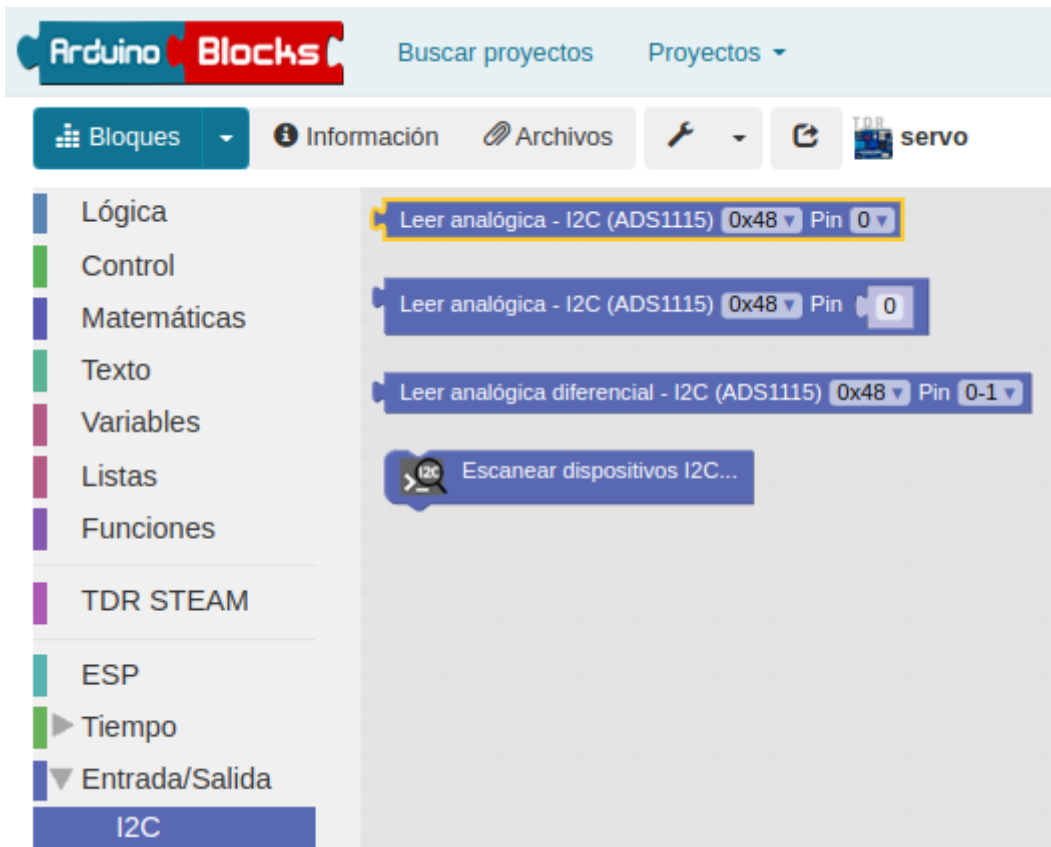 Arduino Blocks Buscar proyectos Proyectos
Bloques Información Archivos TDR servo
Lógica
Control
Matemáticas
Texto
Variables
Listas
Funciones
TDR STEAM
ESP
Tiempo
Entrada/Salida
I2C
Leer analógica - I2C (ADS1115) 0x48 Pin 0
Leer analógica - I2C (ADS1115) 0x48 Pin 0
Leer analógica diferencial - I2C (ADS1115) 0x48 Pin 0-1
I2C Escanear dispositivos I2C...